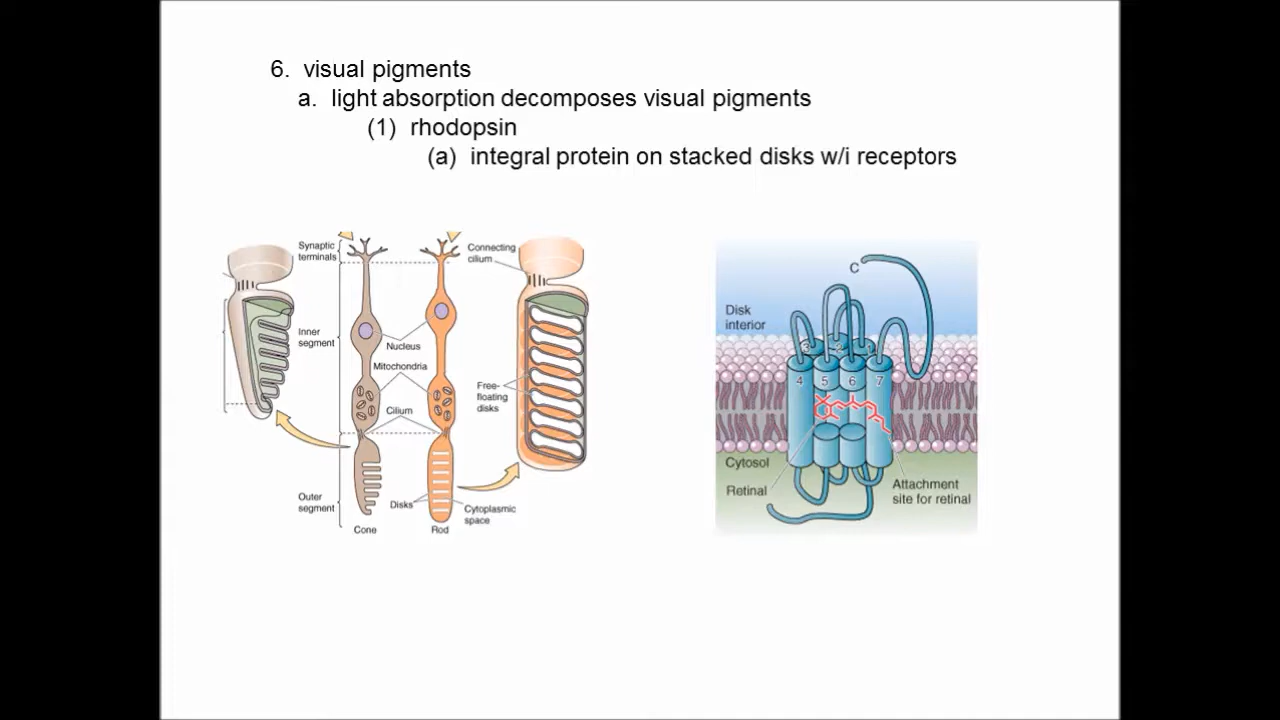 6. visual pigments
a. light absorption decomposes visual pigments
(1) rhodopsin
(a) integral protein on stacked disks w/i receptors
Synaptic
terminals
Connecting
cilium
Inner
segment
Nucleus
Mitochondria
Cilium
Free-
floating
disks
Outer
segment
Disks
Cytoplasmic
space
Cone
Rod
C
Disk
interior
3
2
1
4
5
6
7
Cytosol
Retinal
Attachment
site for retinal